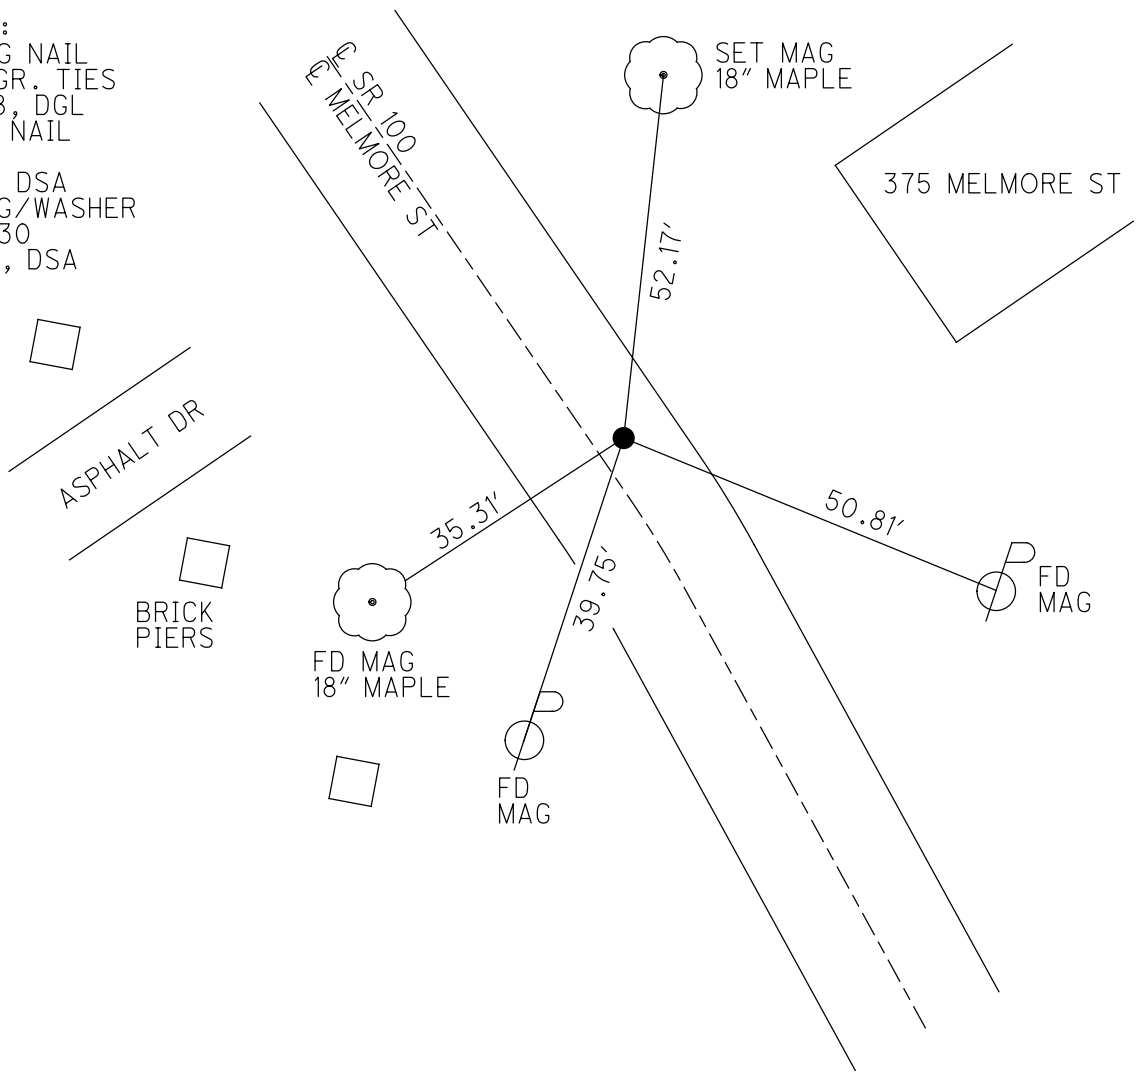 :
G NAIL
GR. TIES
3, DGL
NAIL
DSA
G/WASHER
30
, DSA
℄ SR 100
℄ MELMORE ST
SET MAG
18" MAPLE
375 MELMORE ST
52.17'
ASPHALT DR
35.31'
50.81'
39.75'
FD
MAG
BRICK
PIERS
FD MAG
18" MAPLE
FD
MAG